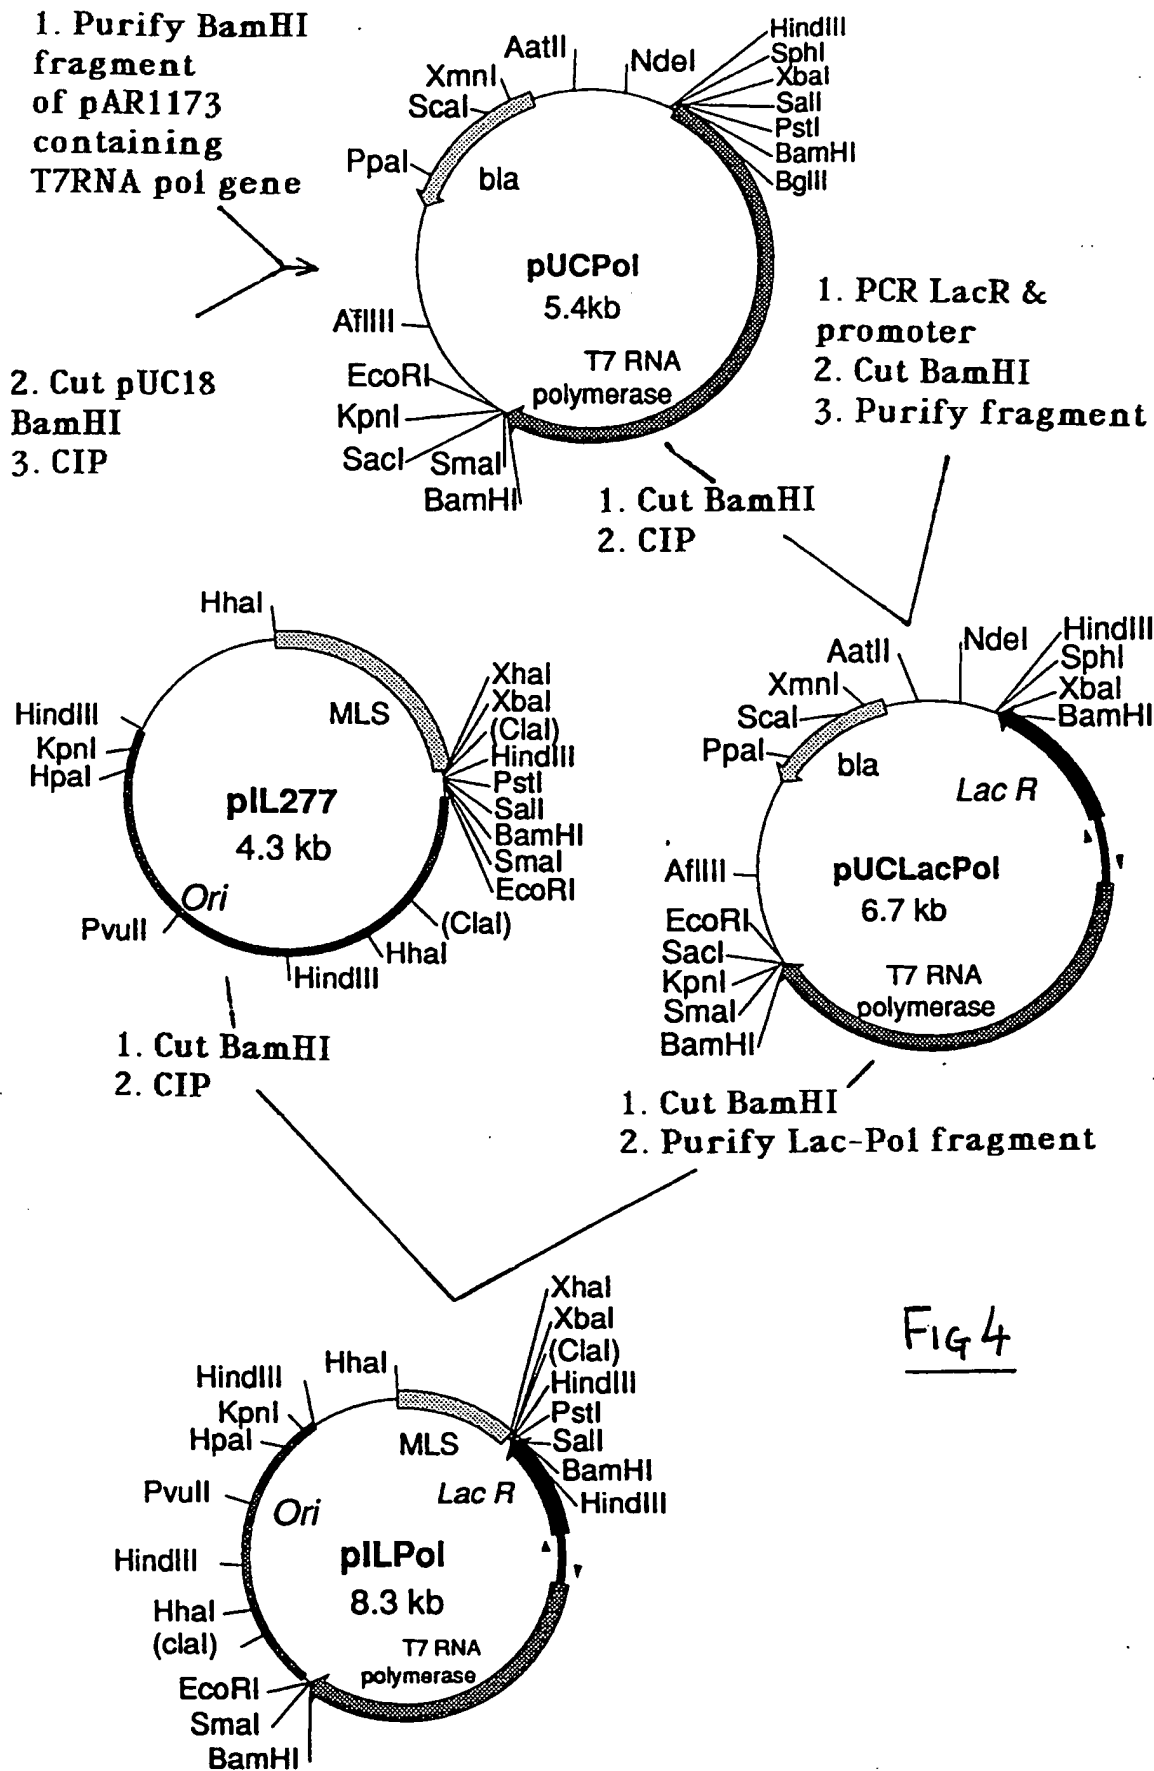 1. Purify BamHI
fragment
of pAR1173
containing
T7RNA pol gene
2. Cut pUC18
BamHI
3. CIP
AatII
NdeI
XmnI
ScaI
PpaI
bla
HindIII
SphI
XbaI
SalI
PstI
BamHI
BglII
pUCPol
5.4kb
AflIII
T7 RNA
polymerase
EcoRI
KpnI
SacI
SmaI
BamHI
1. PCR LacR &
promoter
2. Cut BamHI
3. Purify fragment
1. Cut BamHI
2. CIP
HhaI
MLS
XhaI
XbaI
(ClaI)
HindIII
PstI
SalI
BamHI
SmaI
EcoRI
(ClaI)
HhaI
HindIII
HindIII
KpnI
HpaI
pIL277
4.3 kb
Ori
PvuII
1. Cut BamHI
2. CIP
AatII
NdeI
XmnI
ScaI
PpaI
bla
HindIII
SphI
XbaI
BamHI
Lac R
pUCLacPol
6.7 kb
AflIII
EcoRI
SacI
KpnI
SmaI
BamHI
T7 RNA
polymerase
1. Cut BamHI
2. Purify Lac-Pol fragment
XhaI
XbaI
(ClaI)
HindIII
PstI
SalI
BamHI
HindIII
HhaI
HindIII
KpnI
HpaI
MLS
Lac R
PvuII
Ori
HindIII
pILPol
8.3 kb
HhaI
(claI)
T7 RNA
polymerase
EcoRI
SmaI
BamHI
FIG 4